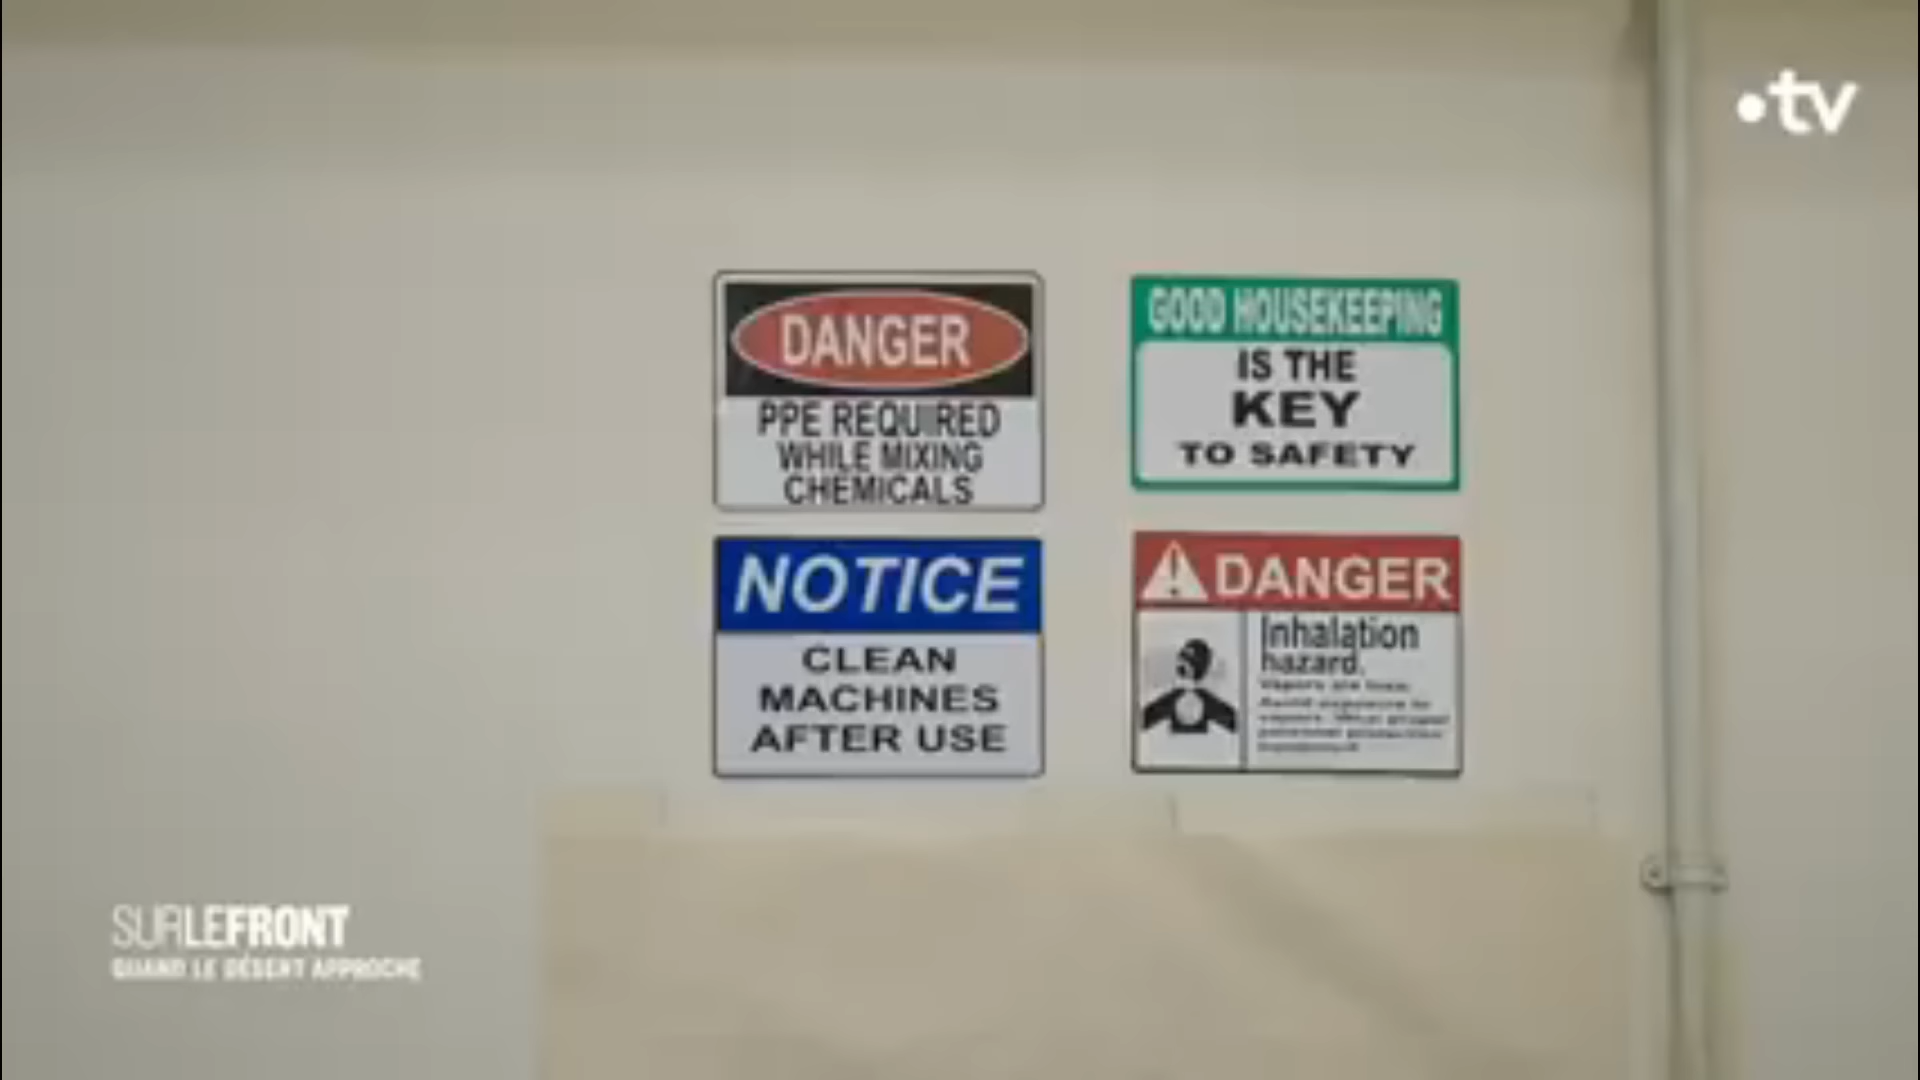 tv
DANGER
PPE REQUIRED
WHILE MIXING
CHEMICALS
GOOD HOUSEKEEPING
IS THE
KEY
TO SAFETY
NOTICE
CLEAN
MACHINES
AFTER USE
DANGER
Inhalation
hazard.
SURLEFRONT
QUAND LE DÉSERT APPROCHE